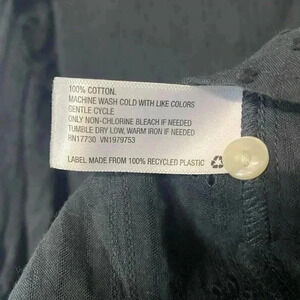 100% COTTON.
MACHINE WASH COLD WITH LIKE COLORS
GENTLE CYCLE
ONLY NON-CHLORINE BLEACH IF NEEDED
TUMBLE DRY LOW, WARM IRON IF NEEDED
RN17730 VN1979753
LABEL MADE FROM 100% RECYCLED PLASTIC